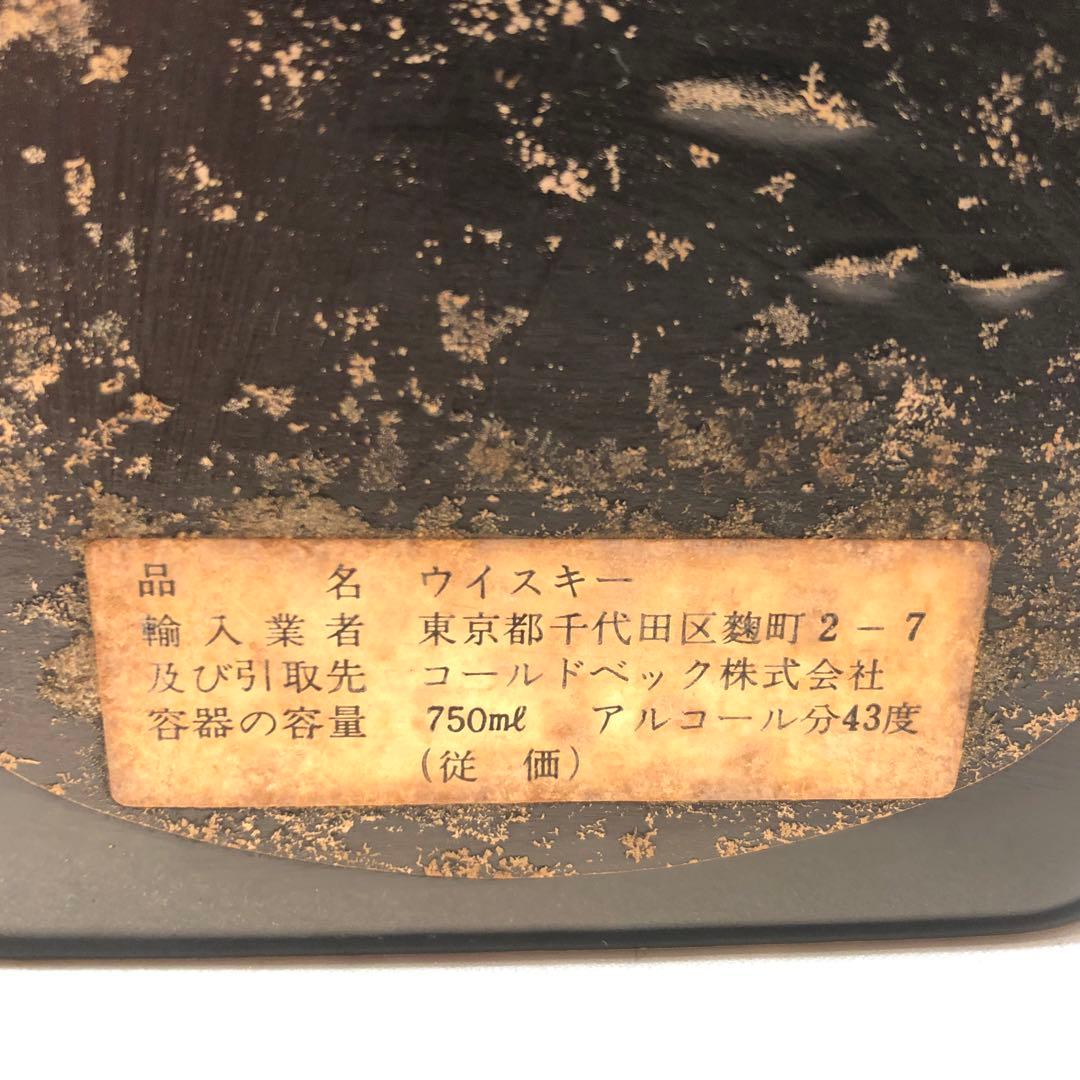 品名 ウイスキー
輸入業者 東京都千代田区麴町2-7
及び引取先 コールドベック株式会社
容器の容量 750mℓ アルコール分43度
(従価)